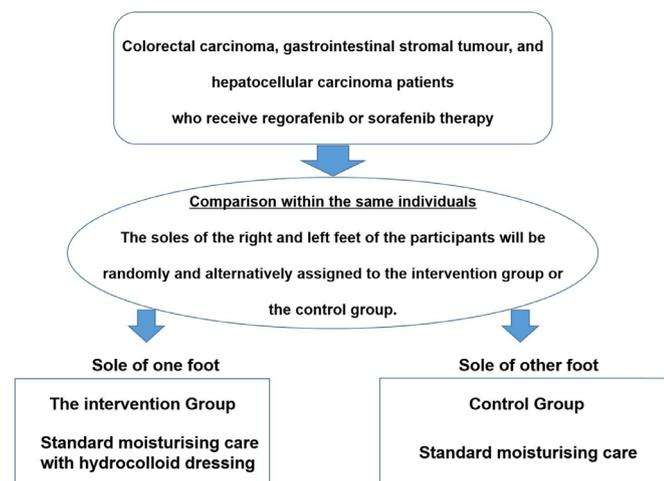 Colorectal carcinoma, gastrointestinal stromal tumour, and
hepatocellular carcinoma patients
who receive regorafenib or sorafenib therapy
Comparison within the same individuals
The soles of the right and left feet of the participants will be
randomly and alternatively assigned to the intervention group or
the control group.
Sole of one foot
The intervention Group
Standard moisturising care
with hydrocolloid dressing
Sole of other foot
Control Group
Standard moisturising care